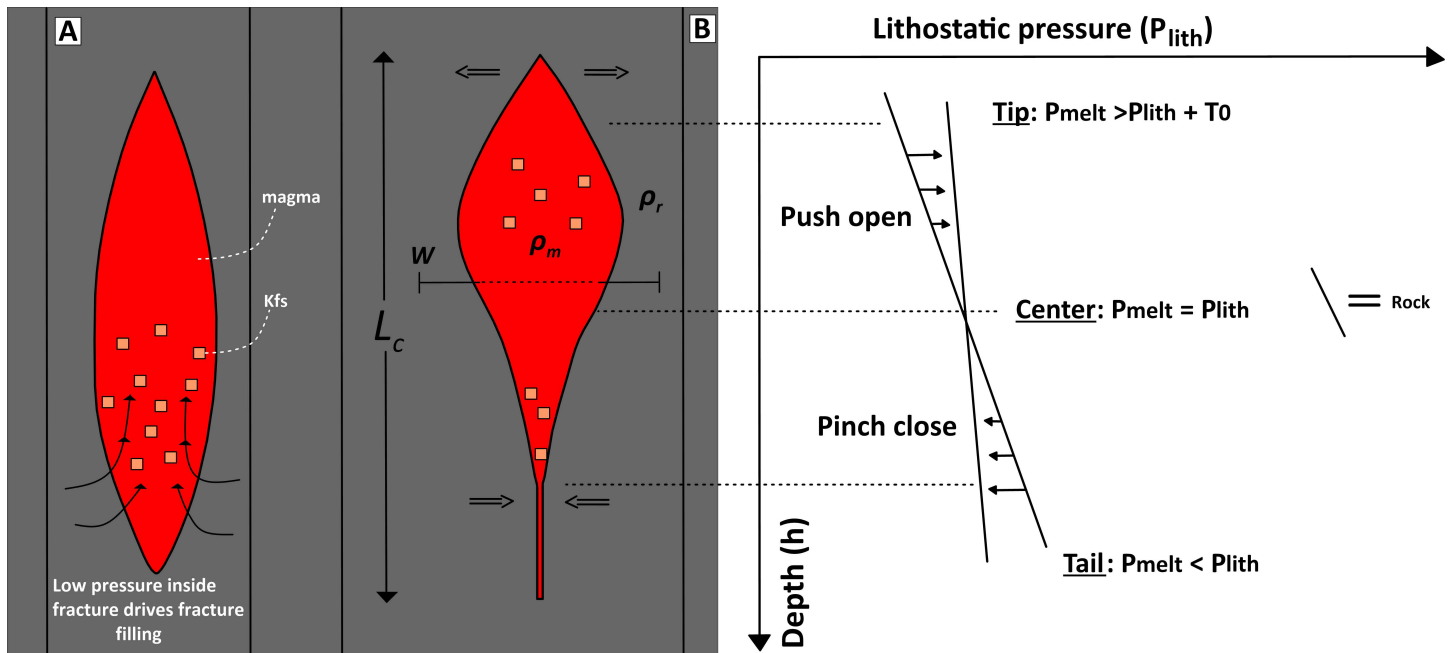 A
magma
Kfs
Low pressure inside
fracture drives fracture
filling
B
ρr
ρm
W
Lc
Lithostatic pressure (Plith)
Tip: Pmelt >Plith + T0
Push open
Center: Pmelt = Plith
= Rock
Pinch close
Tail: Pmelt < Plith
Depth (h)